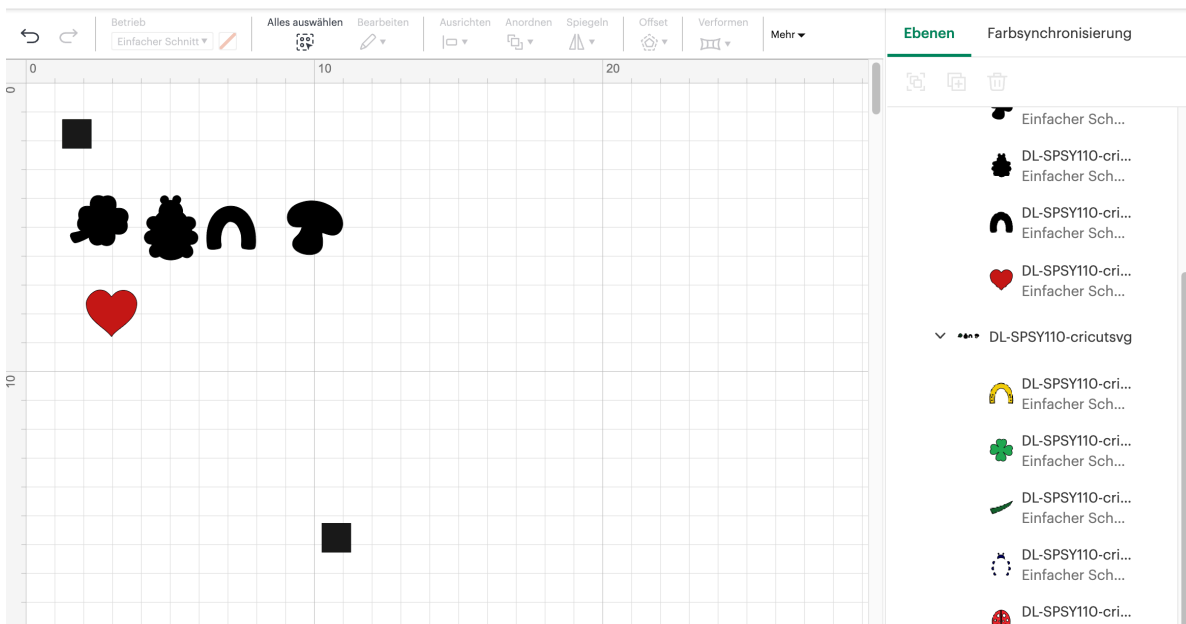 Betrieb
Einfacher Schnitt
Alles auswählen
Bearbeiten
Ausrichten
Anordnen
Spiegeln
Offset
Verformen
Mehr
Ebenen
Farbsynchronisierung
0
10
20
0
10
Einfacher Sch...
DL-SPSY110-cri...
Einfacher Sch...
DL-SPSY110-cri...
Einfacher Sch...
DL-SPSY110-cri...
Einfacher Sch...
DL-SPSY110-cricutsvg
DL-SPSY110-cri...
Einfacher Sch...
DL-SPSY110-cri...
Einfacher Sch...
DL-SPSY110-cri...
Einfacher Sch...
DL-SPSY110-cri...
Einfacher Sch...
DL-SPSY110-cri...